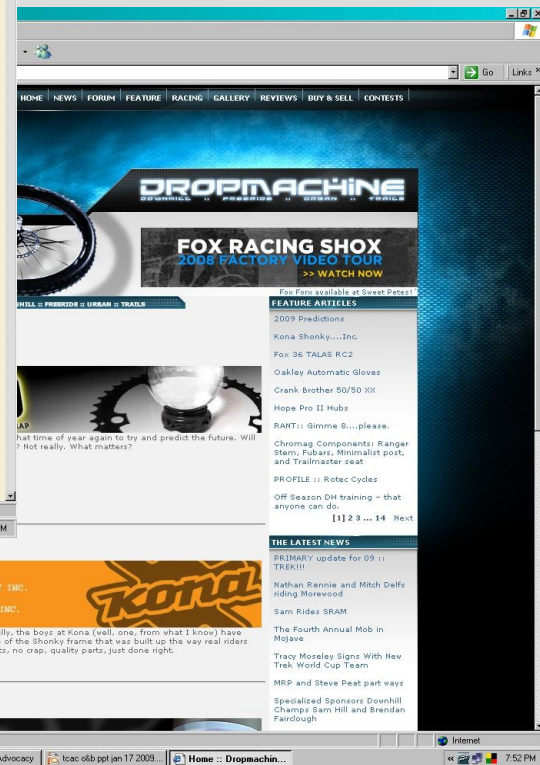 Go
Links »
HOME NEWS FORUM FEATURE RACING GALLERY REVIEWS BUY & SELL CONTESTS
DROPMACHINE
DOWNHILL :: FREERIDE :: URBAN :: TRAILS
FOX RACING SHOX
2008 FACTORY VIDEO TOUR
>> WATCH NOW
Fox Forx available at Sweet Petes!
NHILL :: FREERIDE :: URBAN :: TRAILS
FEATURE ARTICLES
2009 Predictions
Kona Shonky....Inc.
Fox 36 TALAS RC2
Oakley Automatic Gloves
Crank Brother 50/50 XX
Hope Pro II Hubs
RANT:: Gimme 8....please.
Chromag Components: Ranger
Stem, Fubars, Minimalist post,
and Trailmaster seat
PROFILE :: Rotec Cycles
Off Season DH training – that
anyone can do.
[1] 2 3 ... 14 Next
AP
hat time of year again to try and predict the future. Will
? Not really. What matters?
M
THE LATEST NEWS
PRIMARY update for 09 ::
TREK!!!
Nathan Rennie and Mitch Delfs
riding Morewood
Sam Rides SRAM
The Fourth Annual Mob in
Mojave
Tracy Moseley Signs With New
Trek World Cup Team
MRP and Steve Peat part ways
Specialized Sponsors Downhill
Champs Sam Hill and Brendan
Fairclough
INC.
INC.
KONA
lly, the boys at Kona (well, one, from what I know) have
of the Shonky frame that was built up the way real riders
ts, no crap, quality parts, just done right.
Internet
dvocacy
tcac o&b ppt jan 17 2009....
Home :: Dropmachin...
«
7:52 PM